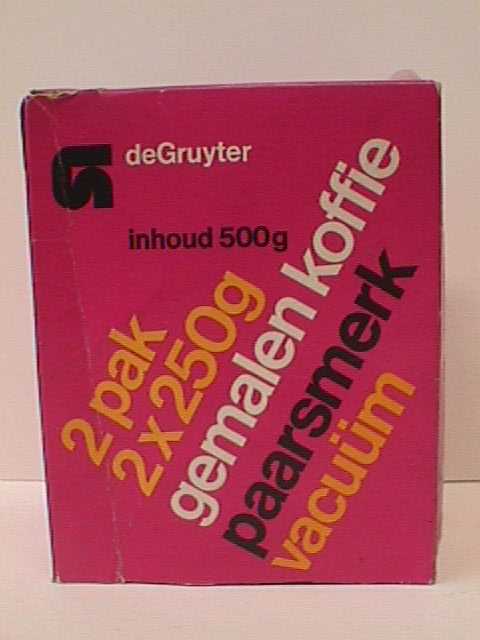 deGruyter
inhoud 500g
2 pak
2 x 250g
gemalen koffie
paarsmerk
vacuüm